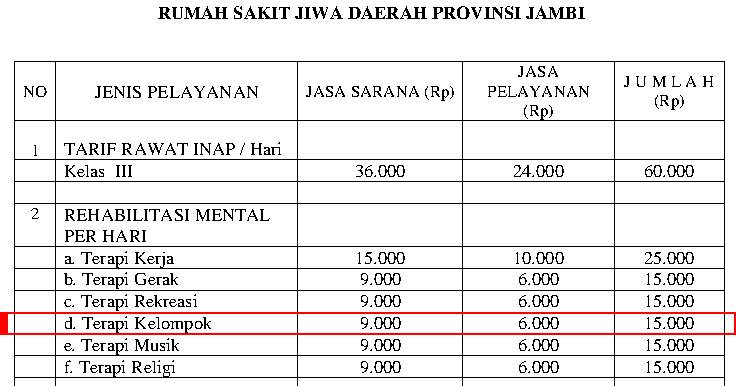 RUMAH SAKIT JIWA DAERAH PROVINSI JAMBI
NO JENIS PELAYANAN JASA SARANA (Rp) JASA PELAYANAN (Rp) J U M L A H (Rp)
1 TARIF RAWAT INAP / Hari
Kelas III 36.000 24.000 60.000
2 REHABILITASI MENTAL PER HARI
a. Terapi Kerja 15.000 10.000 25.000
b. Terapi Gerak 9.000 6.000 15.000
c. Terapi Rekreasi 9.000 6.000 15.000
d. Terapi Kelompok 9.000 6.000 15.000
e. Terapi Musik 9.000 6.000 15.000
f. Terapi Religi 9.000 6.000 15.000